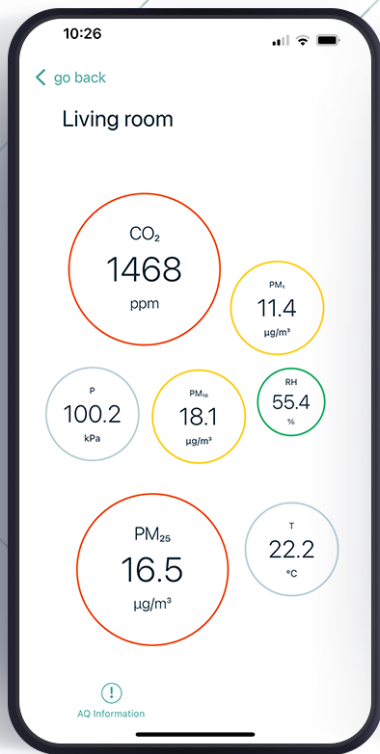 10:26
go back
Living room
CO₂
1468
ppm
PM₁
11.4
µg/m³
P
100.2
kPa
PM₁₀
18.1
µg/m³
RH
55.4
%
PM₂₅
16.5
µg/m³
T
22.2
°C
AQ Information